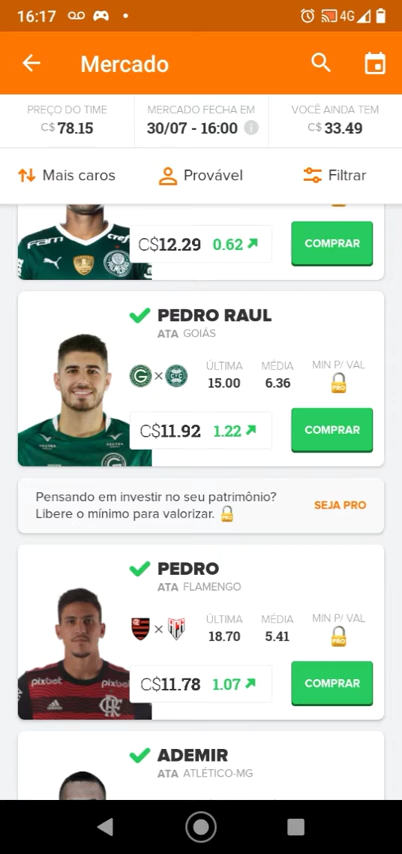 16:17
4G
Mercado
PREÇO DO TIME
C$ 78.15
MERCADO FECHA EM
30/07 - 16:00
VOCÊ AINDA TEM
C$ 33.49
Mais caros
Provável
Filtrar
C$12.29 0.62
COMPRAR
PEDRO RAUL
ATA GOIÁS
ÚLTIMA
15.00
MÉDIA
6.36
MIN P/ VAL
PRO
C$11.92 1.22
COMPRAR
Pensando em investir no seu patrimônio?
Libere o mínimo para valorizar.
SEJA PRO
PEDRO
ATA FLAMENGO
ÚLTIMA
18.70
MÉDIA
5.41
MIN P/ VAL
PRO
pixbet pixbet
C$11.78 1.07
COMPRAR
ADEMIR
ATA ATLÉTICO-MG